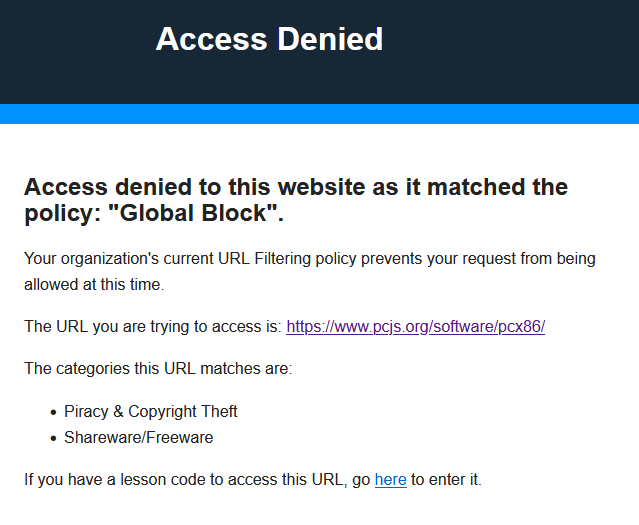 Access Denied
Access denied to this website as it matched the
policy: "Global Block".
Your organization's current URL Filtering policy prevents your request from being
allowed at this time.
The URL you are trying to access is: https://www.pcjs.org/software/pcx86/
The categories this URL matches are:
• Piracy & Copyright Theft
• Shareware/Freeware
If you have a lesson code to access this URL, go here to enter it.